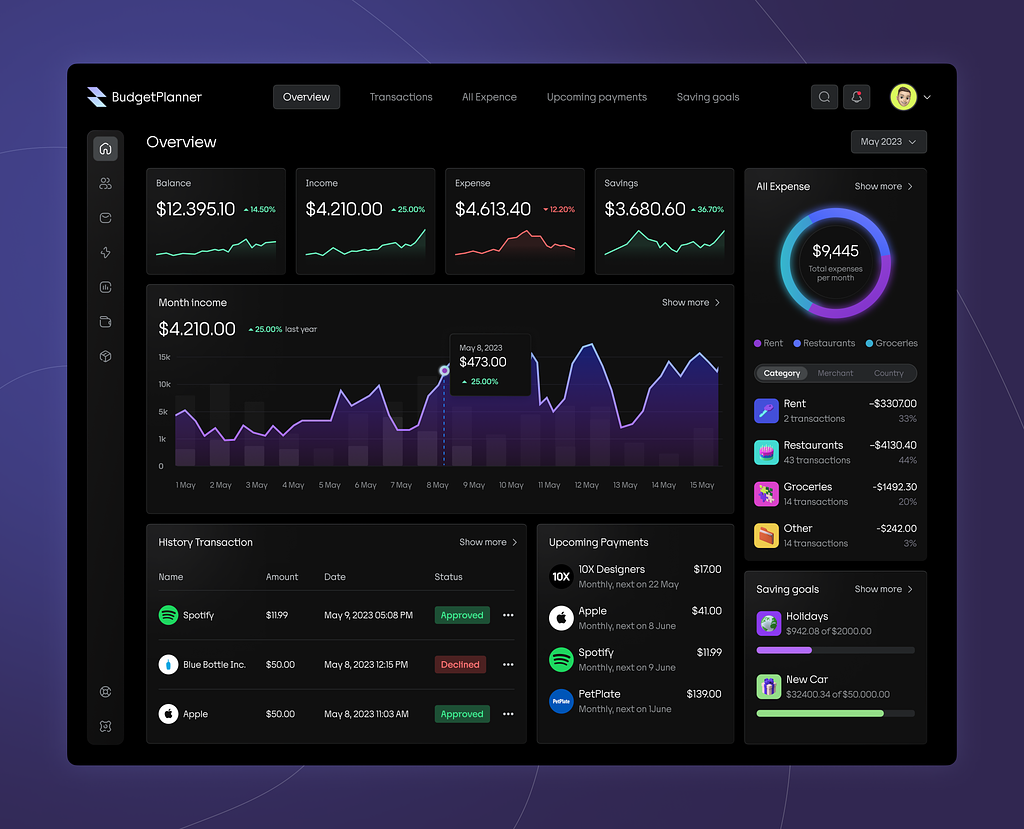 BudgetPlanner
Overview
Transactions
All Expence
Upcoming payments
Saving goals
Overview
May 2023
Balance
$12.395.10
14.50%
Income
$4.210.00
25.00%
Expense
$4.613.40
12.20%
Savings
$3.680.60
36.70%
Month income
Show more
$4.210.00
25.00% last year
15k
10k
5k
1k
0
May 8, 2023
$473.00
25.00%
1 May
2 May
3 May
4 May
5 May
6 May
7 May
8 May
9 May
10 May
11 May
12 May
13 May
14 May
15 May
All Expense
Show more
$9,445
Total expenses
per month
Rent
Restaurants
Groceries
Category
Merchant
Country
Rent
-$3307.00
2 transactions
33%
Restaurants
-$4130.40
43 transactions
44%
Groceries
-$1492.30
14 transactions
20%
Other
-$242.00
14 transactions
3%
History Transaction
Show more
Name
Amount
Date
Status
Spotify
$11.99
May 9, 2023 05:08 PM
Approved
Blue Bottle Inc.
$50.00
May 8, 2023 12:15 PM
Declined
Apple
$50.00
May 8, 2023 11:03 AM
Approved
Upcoming Payments
10X
10X Designers
$17.00
Monthly, next on 22 May
Apple
$41.00
Monthly, next on 8 June
Spotify
$11.99
Monthly, next on 9 June
PetPlate
PetPlate
$139.00
Monthly, next on 1June
Saving goals
Show more
Holidays
$942.08 of $2000.00
New Car
$32400.34 of $50.000.00